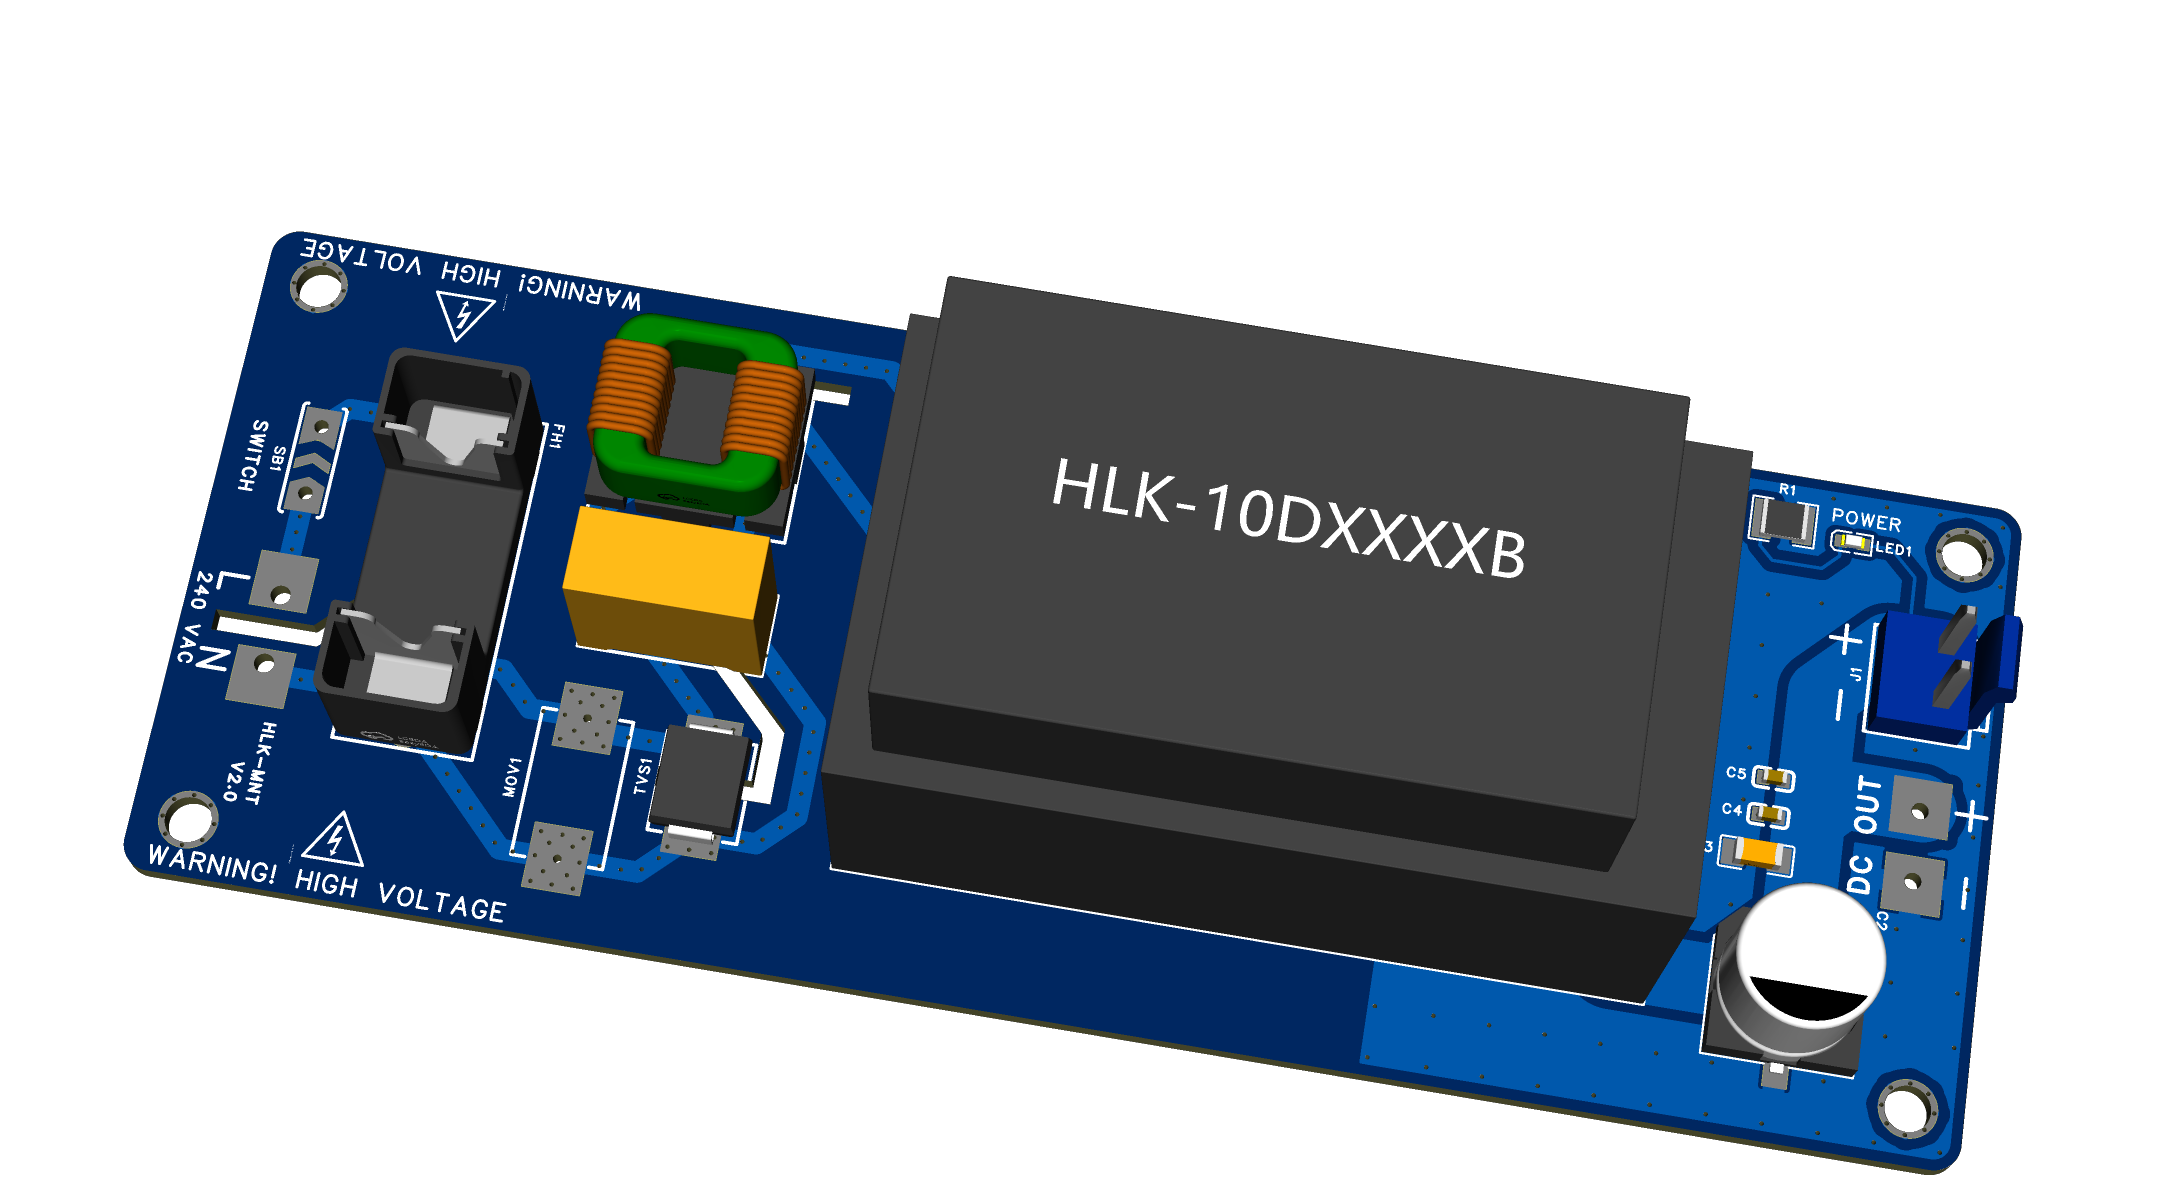 WARNING! HIGH VOLTAGE
SWITCH
SB1
FH1
L
240 VAC
N
HLK-MNT
V2.0
MOV1
TVS1
WARNING! HIGH VOLTAGE
HLK-10DXXXXB
R1
POWER
LED1
+
J1
-
C5
C4
3
DC OUT
+
-
C2